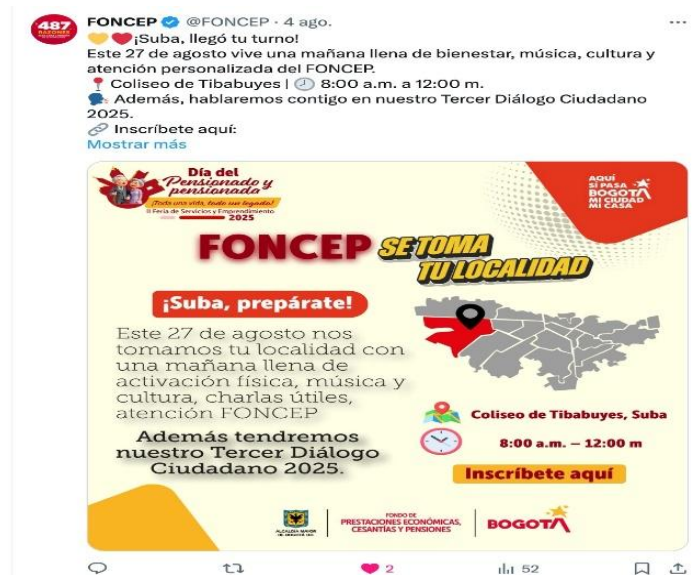 487
RAZONES
FONCEP @FONCEP · 4 ago.
¡Suba, llegó tu turno!
Este 27 de agosto vive una mañana llena de bienestar, música, cultura y
atención personalizada del FONCEP.
Coliseo de Tibabuyes | 8:00 a.m. a 12:00 m.
Además, hablaremos contigo en nuestro Tercer Diálogo Ciudadano
2025.
Inscríbete aquí:
Mostrar más
Día del
Pensionado y
pensionada
¡Toda una vida, todo un legado!
II Feria de Servicios y Emprendimiento
2025
AQUÍ
SÍ PASA
BOGOTÁ
MI CIUDAD
MI CASA
FONCEP SE TOMA
TU LOCALIDAD
¡Suba, prepárate!
Este 27 de agosto nos
tomamos tu localidad con
una mañana llena de
activación física, música y
cultura, charlas útiles,
atención FONCEP
Además tendremos
nuestro Tercer Diálogo
Ciudadano 2025.
Coliseo de Tibabuyes, Suba
8:00 a.m. – 12:00 m
Inscríbete aquí
ALCALDÍA MAYOR
DE BOGOTÁ D.C.
FONDO DE
PRESTACIONES ECONÓMICAS,
CESANTÍAS Y PENSIONES
BOGOTÁ
2
52